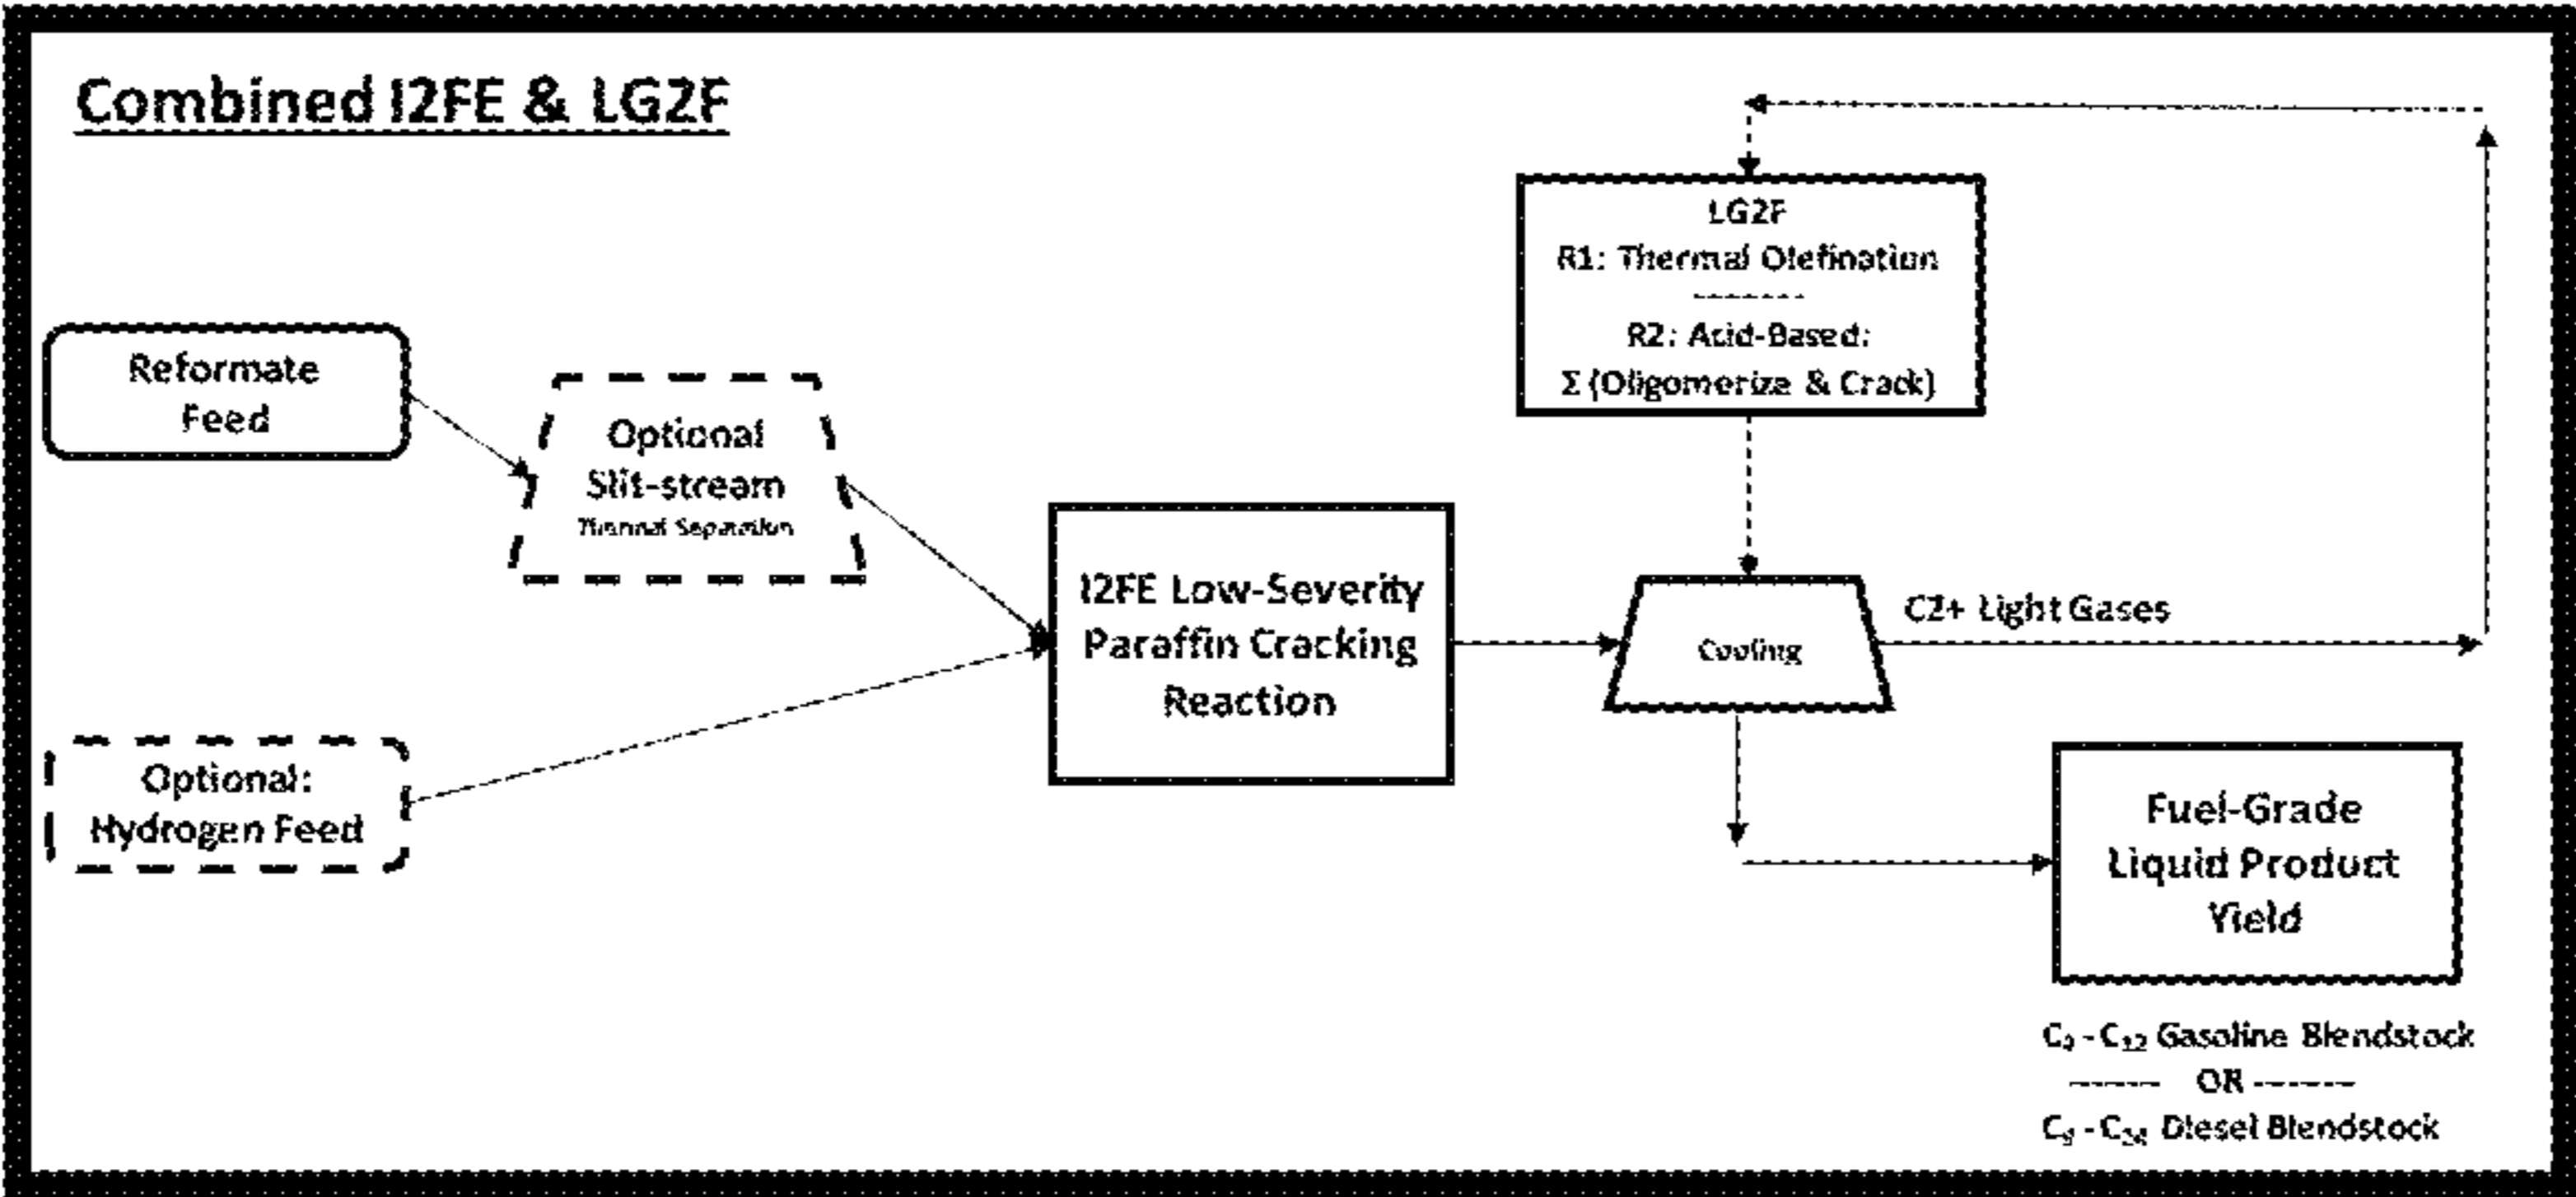 Combined I2FE & LG2F
LG2F
R1: Thermal Olefination
-------
R2: Acid-Based:
Σ (Oligomerize & Crack)
Reformate
Feed
Optional
Slit-stream
Thermal Separation
I2FE Low-Severity
Paraffin Cracking
Reaction
Cooling
C2+ Light Gases
Optional:
Hydrogen Feed
Fuel-Grade
Liquid Product
Yield
Gasoline Blendstock
------ OR -------
Diesel Blendstock